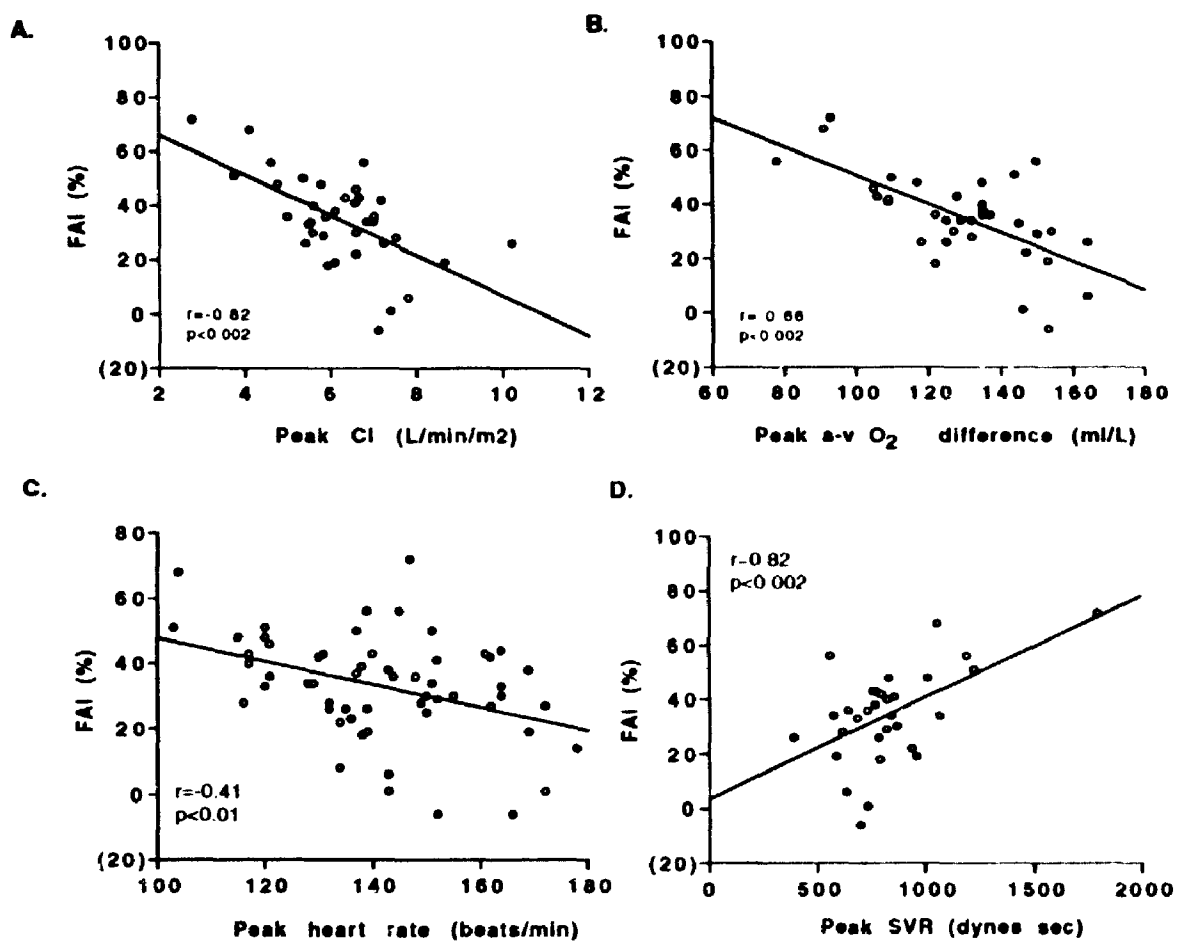 A.
100
80
60
40
20
0
(20)
FAI (%)
r=-0.82
p<0.002
2 4 6 8 10 12
Peak CI (L/min/m2)
B.
100
80
60
40
20
0
(20)
FAI (%)
r= 0 66
p<0 002
60 80 100 120 140 160 180
Peak a-v O2 difference (ml/L)
C.
80
60
40
20
0
(20)
FAI (%)
r=-0.41
p<0.01
100 120 140 160 180
Peak heart rate (beats/min)
D.
100
80
60
40
20
0
(20)
FAI (%)
r=0 82
p<0 002
0 500 1000 1500 2000
Peak SVR (dynes sec)